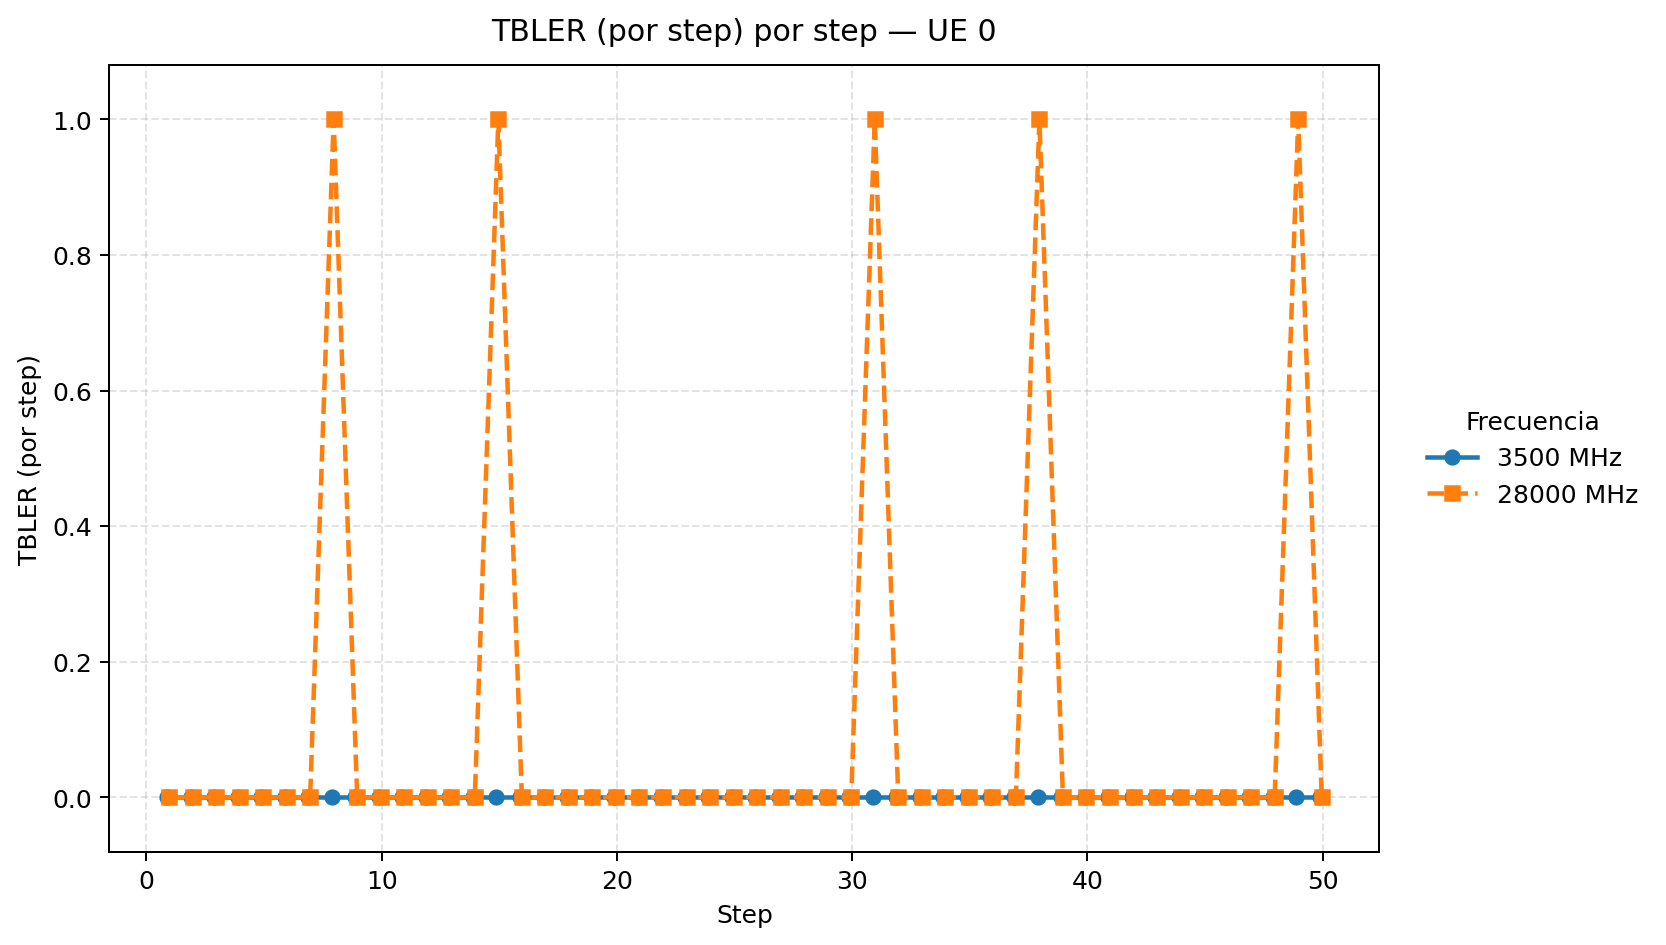 TBLER (por step) por step — UE 0
1.0
0.8
0.6
0.4
0.2
0.0
TBLER (por step)
0 10 20 30 40 50
Step
Frecuencia
3500 MHz
28000 MHz